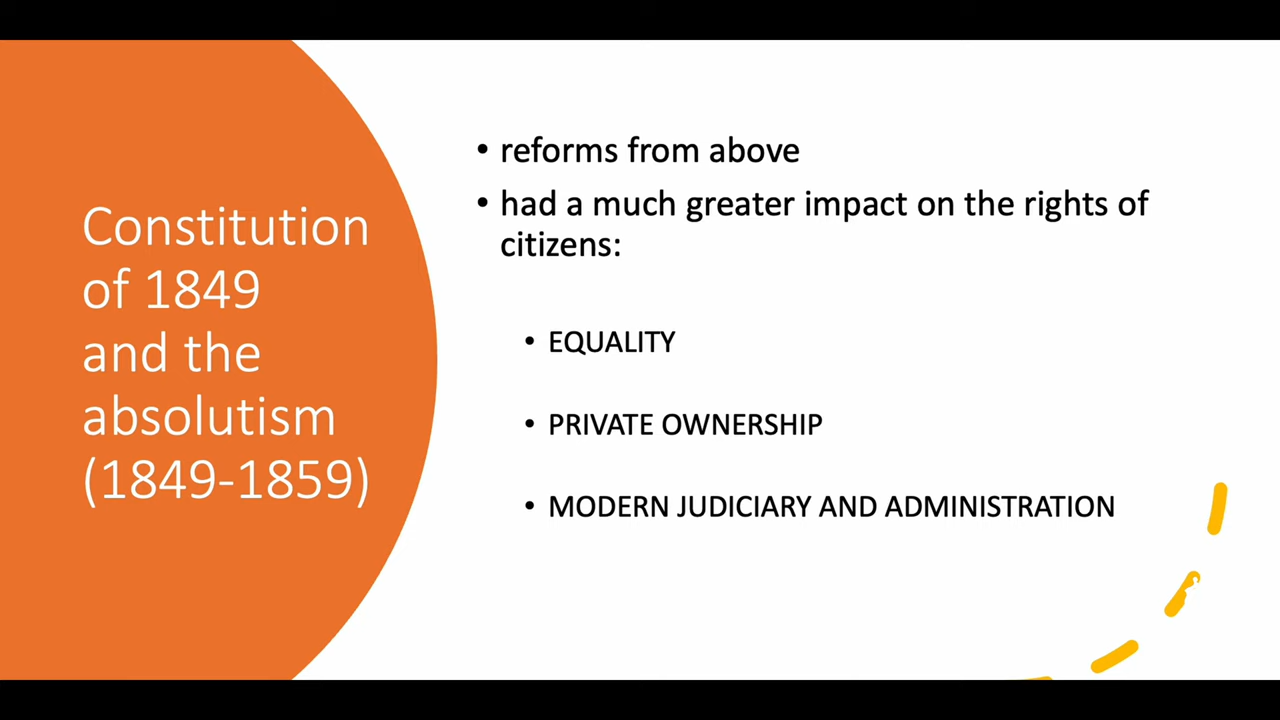 Constitution
of 1849
and the
absolutism
(1849-1859)
• reforms from above
• had a much greater impact on the rights of
citizens:
• EQUALITY
• PRIVATE OWNERSHIP
• MODERN JUDICIARY AND ADMINISTRATION